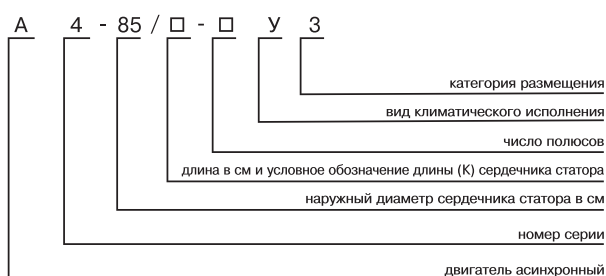 А 4 - 85 / □ - □ У 3
категория размещения
вид климатического исполнения
число полюсов
длина в см и условное обозначение длины (К) сердечника статора
наружный диаметр сердечника статора в см
номер серии
двигатель асинхронный